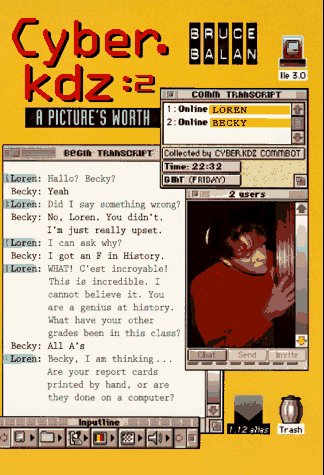 Cyber.
kdz :2
A PICTURE'S WORTH
BRUCE
BALAN
IIe 3.0
COMM TRANSCRIPT
1: Online LOREN
2: Online BECKY
Collected by CYBER.KDZ COMMBOT
Time: 22:32
GMT (FRIDAY)
BEGIN TRANSCRIPT
Loren: Hallo? Becky?
Becky: Yeah
Loren: Did I say something wrong?
Becky: No, Loren. You didn't.
I'm just really upset.
Loren: I can ask why?
Becky: I got an F in History.
Loren: WHAT! C'est incroyable!
This is incredible. I
cannot believe it. You
are a genius at history.
What have your other
grades been in this class?
Becky: All A's
Loren: Becky, I am thinking...
Are your report cards
printed by hand, or are
they done on a computer?
2 users
Chat Send Invite
Inputline
1.12 alias
Trash